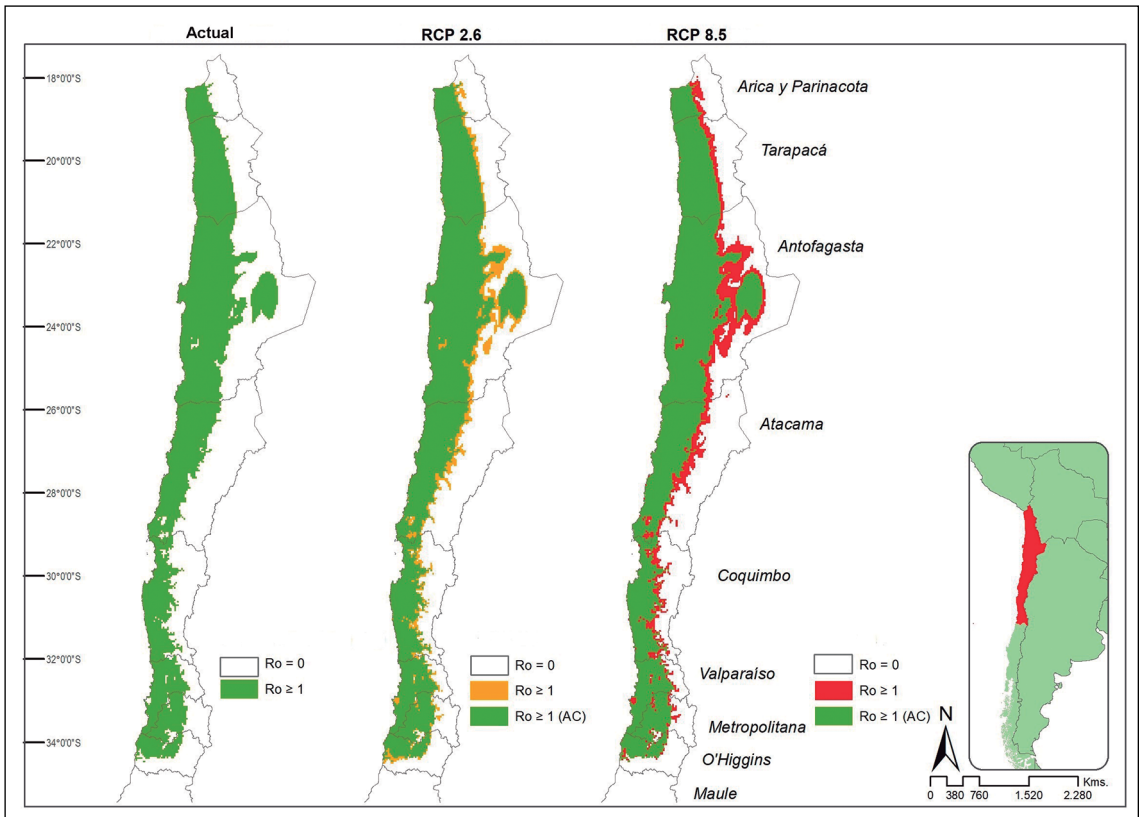 Actual
RCP 2.6
RCP 8.5
18°0'0"S
20°0'0"S
22°0'0"S
24°0'0"S
26°0'0"S
28°0'0"S
30°0'0"S
32°0'0"S
34°0'0"S
Arica y Parinacota
Tarapacá
Antofagasta
Atacama
Coquimbo
Valparaíso
Metropolitana
O'Higgins
Maule
Ro = 0
Ro ≥ 1
Ro = 0
Ro ≥ 1
Ro ≥ 1 (AC)
Ro = 0
Ro ≥ 1
Ro ≥ 1 (AC)
N
Kms.
0 380 760 1.520 2.280